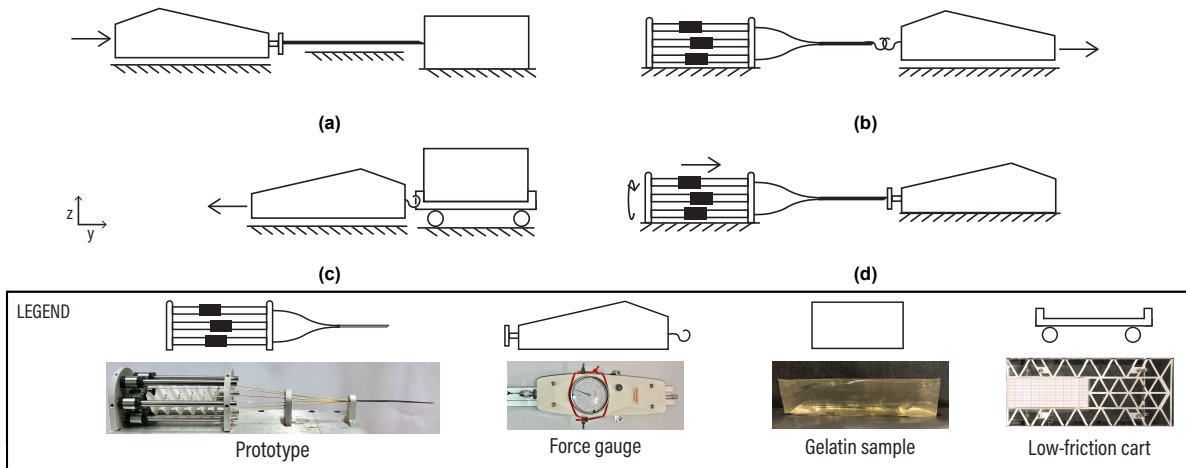 (a)
(b)
z
y
(c)
(d)
LEGEND
Prototype
Force gauge
Gelatin sample
Low-friction cart